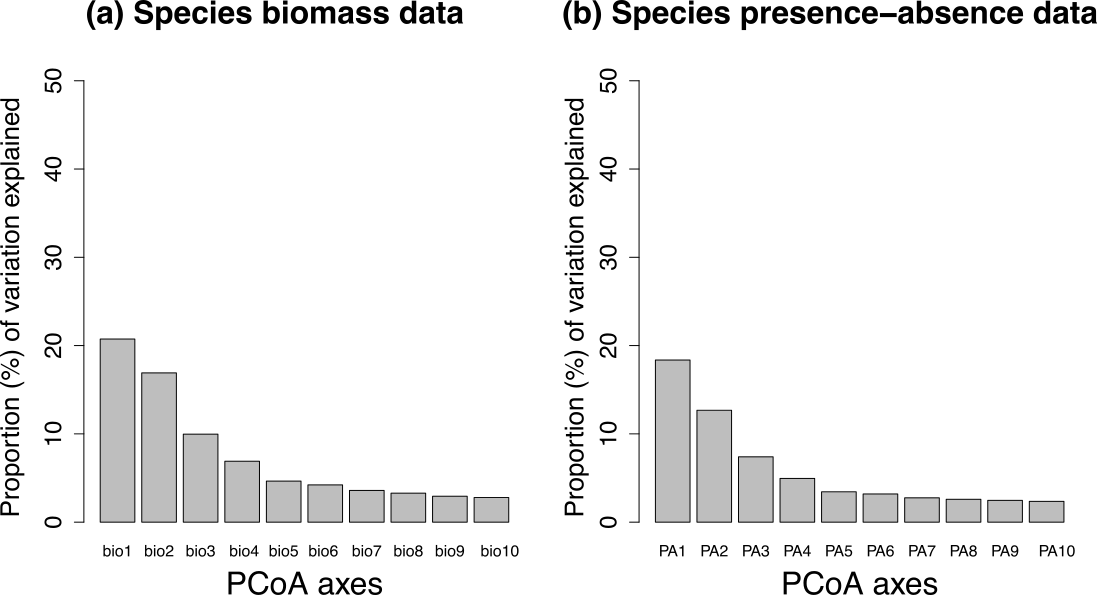 (a) Species biomass data
Proportion (%) of variation explained
50
40
30
20
10
0
bio1 bio2 bio3 bio4 bio5 bio6 bio7 bio8 bio9 bio10
PCoA axes
(b) Species presence−absence data
Proportion (%) of variation explained
50
40
30
20
10
0
PA1 PA2 PA3 PA4 PA5 PA6 PA7 PA8 PA9 PA10
PCoA axes